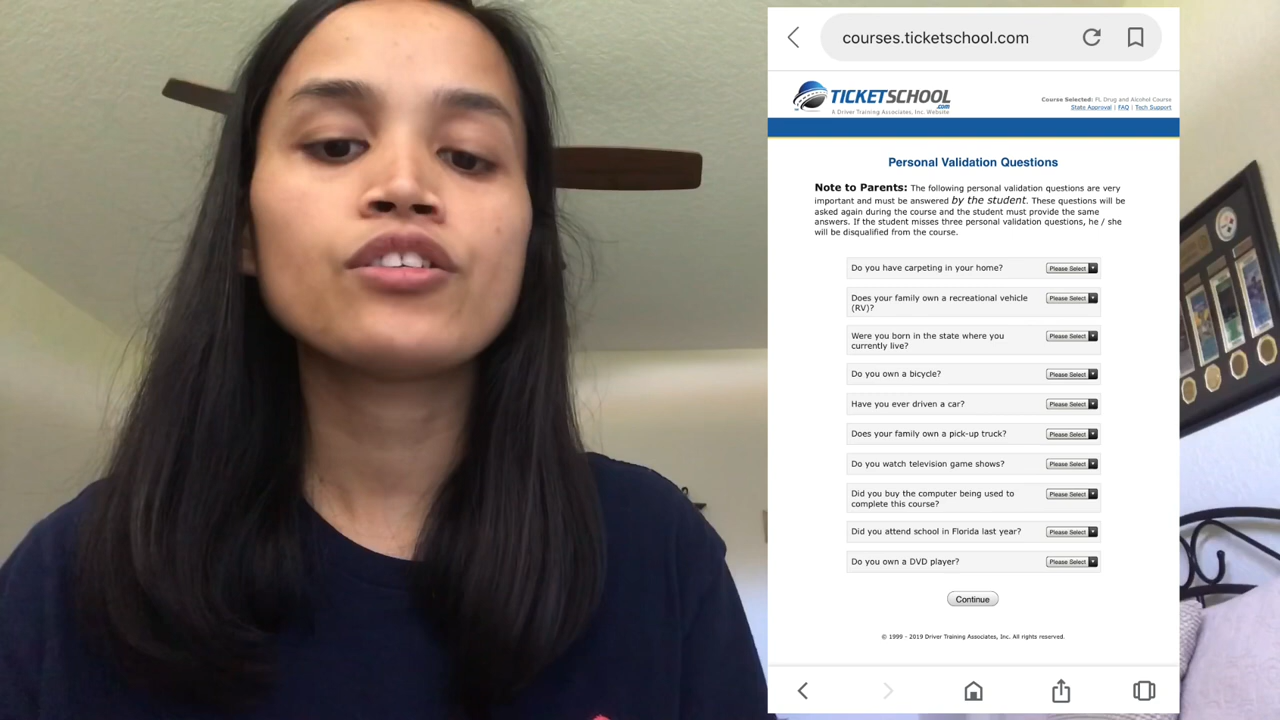 courses.ticketschool.com
TICKETSCHOOL
.com
A Driver Training Associates, Inc. Website
Course Selected: FL Drug and Alcohol Course
State Approval | FAQ | Tech Support
Personal Validation Questions
Note to Parents: The following personal validation questions are very
important and must be answered by the student. These questions will be
asked again during the course and the student must provide the same
answers. If the student misses three personal validation questions, he / she
will be disqualified from the course.
Do you have carpeting in your home? Please Select
Does your family own a recreational vehicle
(RV)? Please Select
Were you born in the state where you
currently live? Please Select
Do you own a bicycle? Please Select
Have you ever driven a car? Please Select
Does your family own a pick-up truck? Please Select
Do you watch television game shows? Please Select
Did you buy the computer being used to
complete this course? Please Select
Did you attend school in Florida last year? Please Select
Do you own a DVD player? Please Select
Continue
© 1999 - 2019 Driver Training Associates, Inc. All rights reserved.